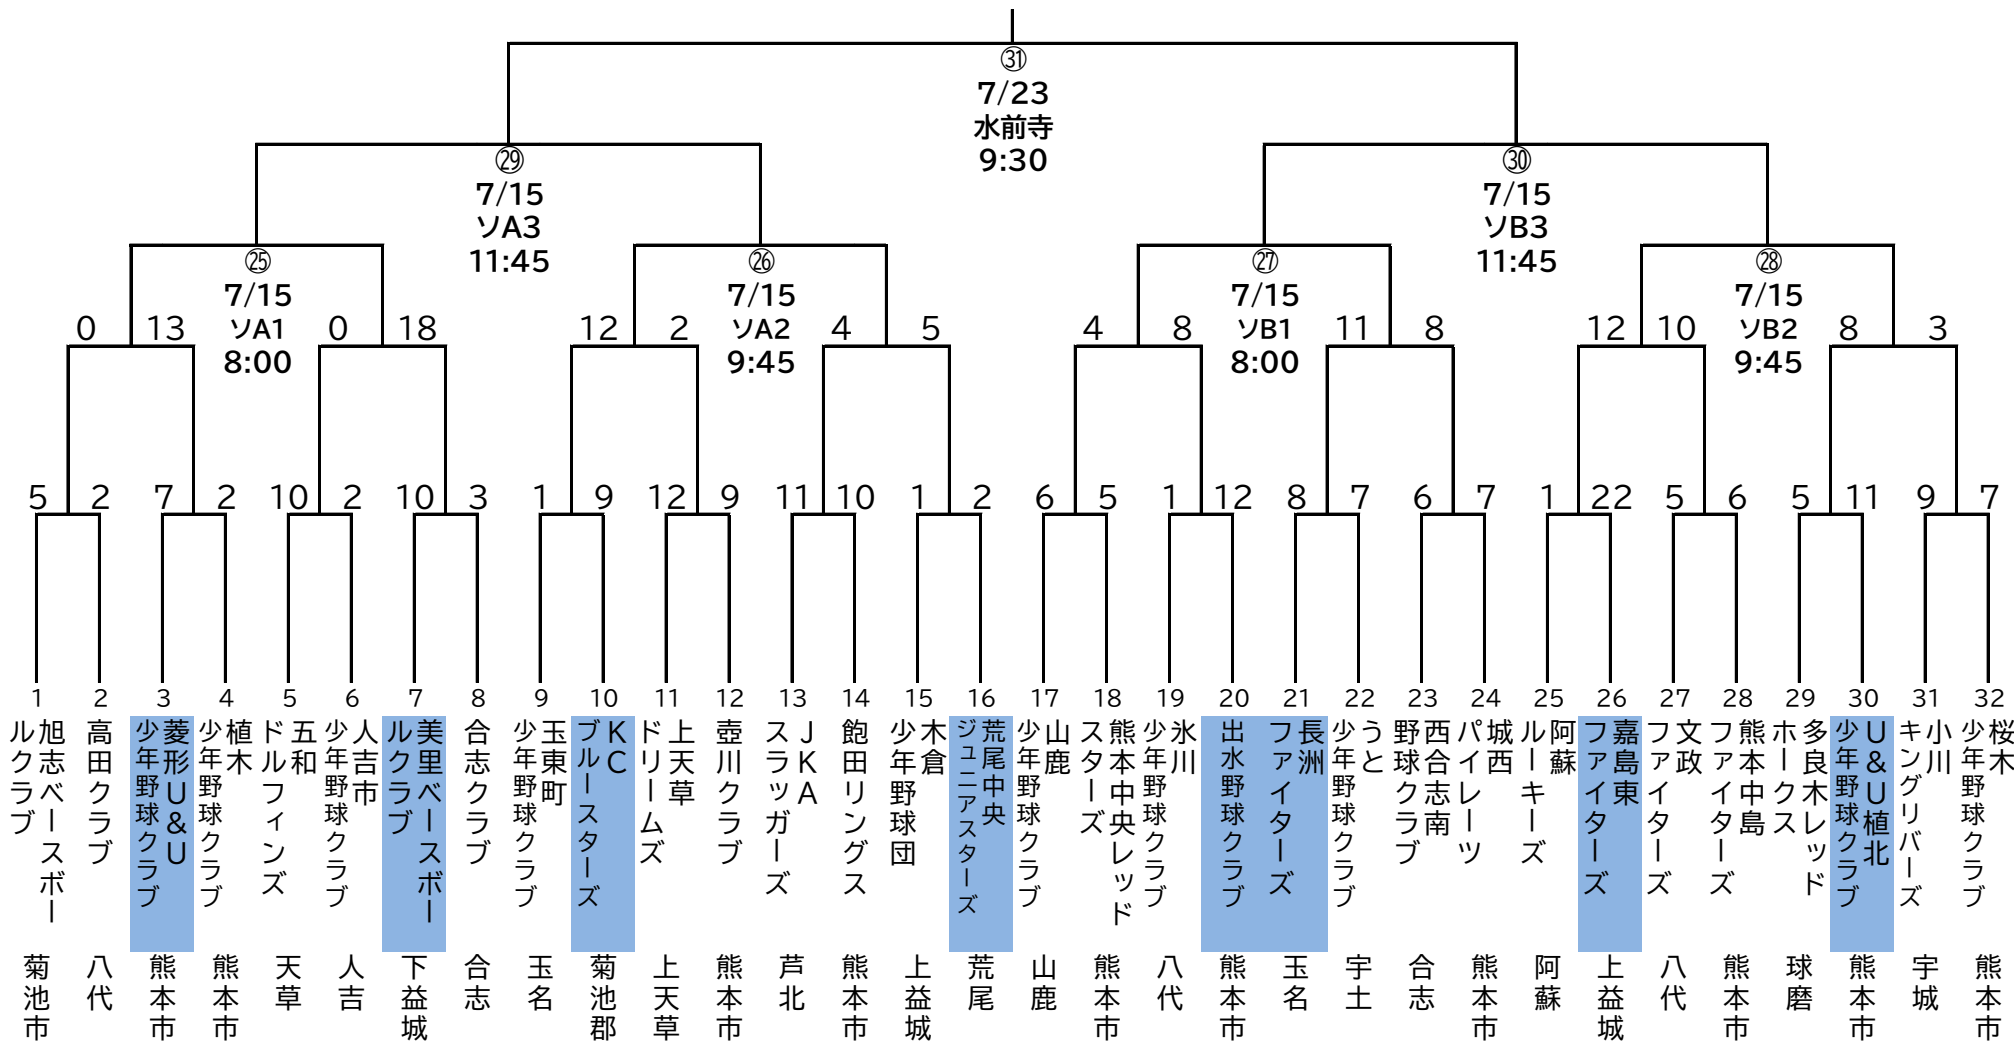 ㉛
7/23
水前寺
9:30
㉙
7/15
ソA3
11:45
㉚
7/15
ソB3
11:45
㉕
7/15
ソA1
8:00
㉖
7/15
ソA2
9:45
㉗
7/15
ソB1
8:00
㉘
7/15
ソB2
9:45
0 13 0 18 12 2 4 5 4 8 11 8 12 10 8 3
5 2 7 2 10 2 10 3 1 9 12 9 11 10 1 2 6 5 1 12 8 7 6 7 1 22 5 6 5 11 9 7
1 2 3 4 5 6 7 8 9 10 11 12 13 14 15 16 17 18 19 20 21 22 23 24 25 26 27 28 29 30 31 32
旭志ベースボー
ルクラブ
高田クラブ
菱形U&U
少年野球クラブ
植木
少年野球クラブ
五和
ドルフィンズ
人吉市
少年野球クラブ
美里ベースボー
ルクラブ
合志クラブ
玉東町
少年野球クラブ
KC
ブルースターズ
上天草
ドリームズ
壺川クラブ
JKA
スラッガーズ
飽田リングス
木倉
少年野球団
荒尾中央
ジュニアスターズ
山鹿
少年野球クラブ
熊本中央レッド
スターズ
氷川
少年野球クラブ
出水野球クラブ
長洲
ファイターズ
うと
少年野球クラブ
西合志南
野球クラブ
城西
パイレーツ
阿蘇
ルーキーズ
嘉島東
ファイターズ
文政
ファイターズ
熊本中島
ファイターズ
多良木レッド
ホークス
U&U植北
少年野球クラブ
小川
キングリバーズ
桜木
少年野球クラブ
菊池市
八代
熊本市
熊本市
天草
人吉
下益城
合志
玉名
菊池郡
上天草
熊本市
芦北
熊本市
上益城
荒尾
山鹿
熊本市
八代
熊本市
玉名
宇土
合志
熊本市
阿蘇
上益城
八代
熊本市
球磨
熊本市
宇城
熊本市